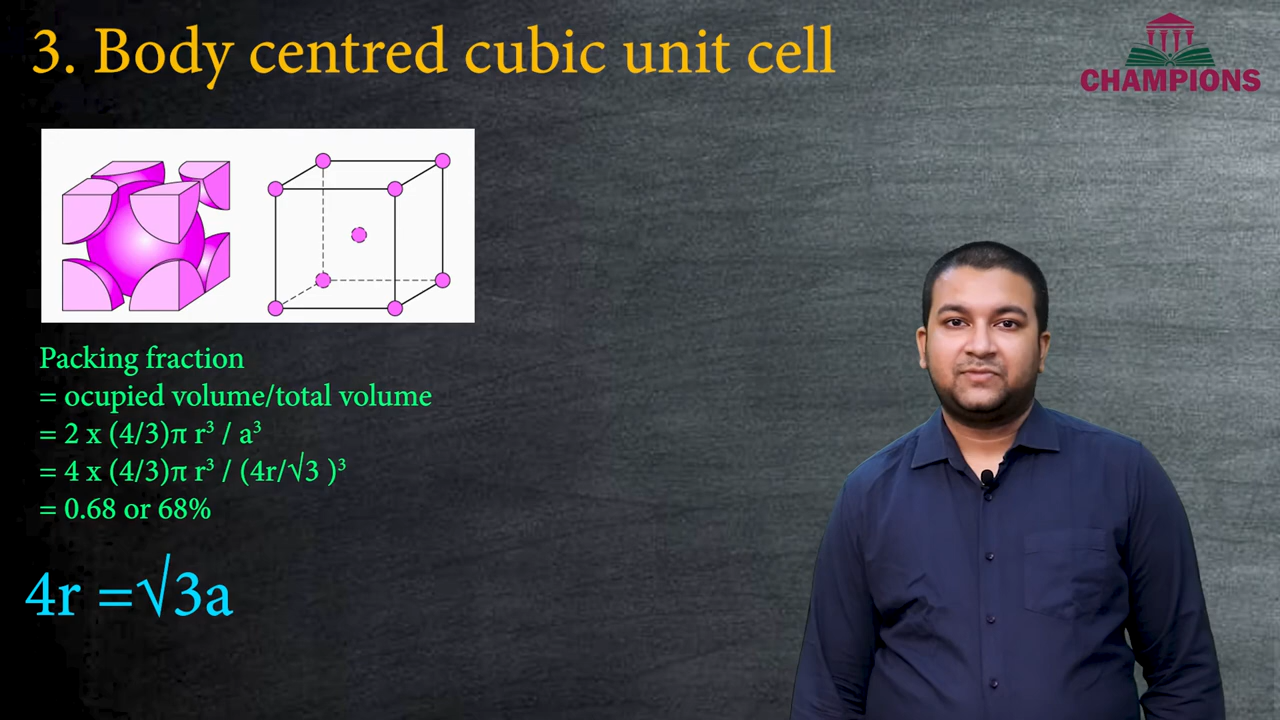 3. Body centred cubic unit cell
CHAMPIONS
Packing fraction
= ocupied volume/total volume
= 2 x (4/3)π r³ / a³
= 4 x (4/3)π r³ / (4r/√3 )³
= 0.68 or 68%
4r =√3a